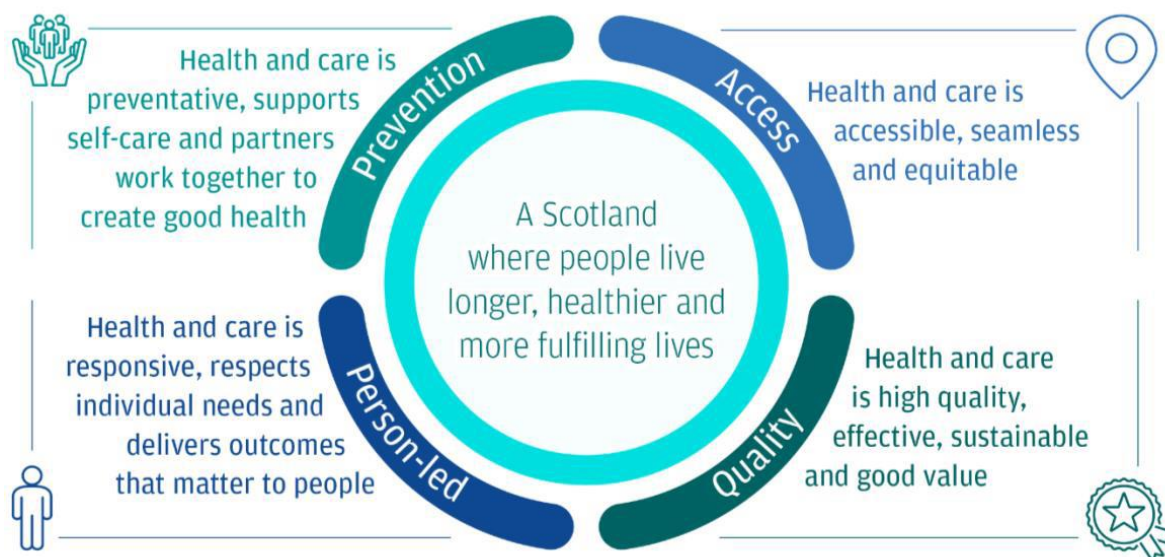 Prevention
Health and care is
preventative, supports
self-care and partners
work together to
create good health
Access
Health and care is
accessible, seamless
and equitable
A Scotland
where people live
longer, healthier and
more fulfilling lives
Person-led
Health and care is
responsive, respects
individual needs and
delivers outcomes
that matter to people
Quality
Health and care
is high quality,
effective, sustainable
and good value